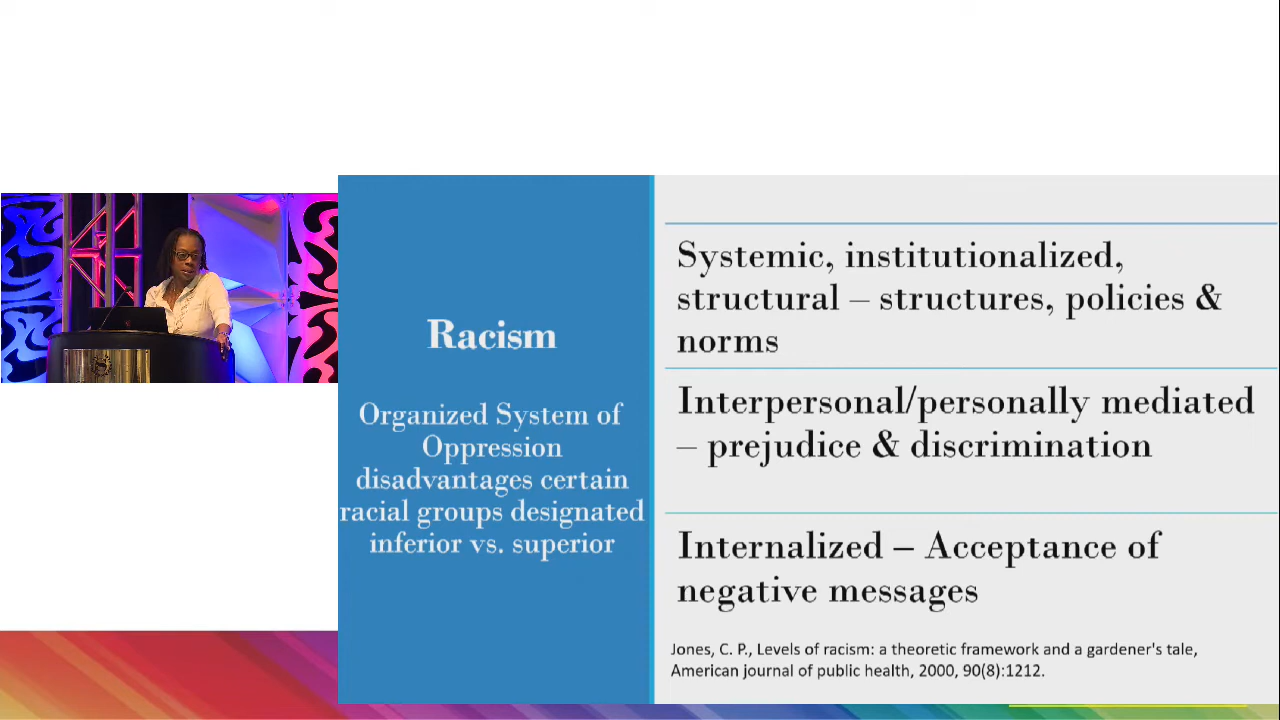 Racism
Organized System of
Oppression
disadvantages certain
racial groups designated
inferior vs. superior
Systemic, institutionalized,
structural – structures, policies &
norms
Interpersonal/personally mediated
– prejudice & discrimination
Internalized – Acceptance of
negative messages
Jones, C. P., Levels of racism: a theoretic framework and a gardener's tale,
American journal of public health, 2000, 90(8):1212.